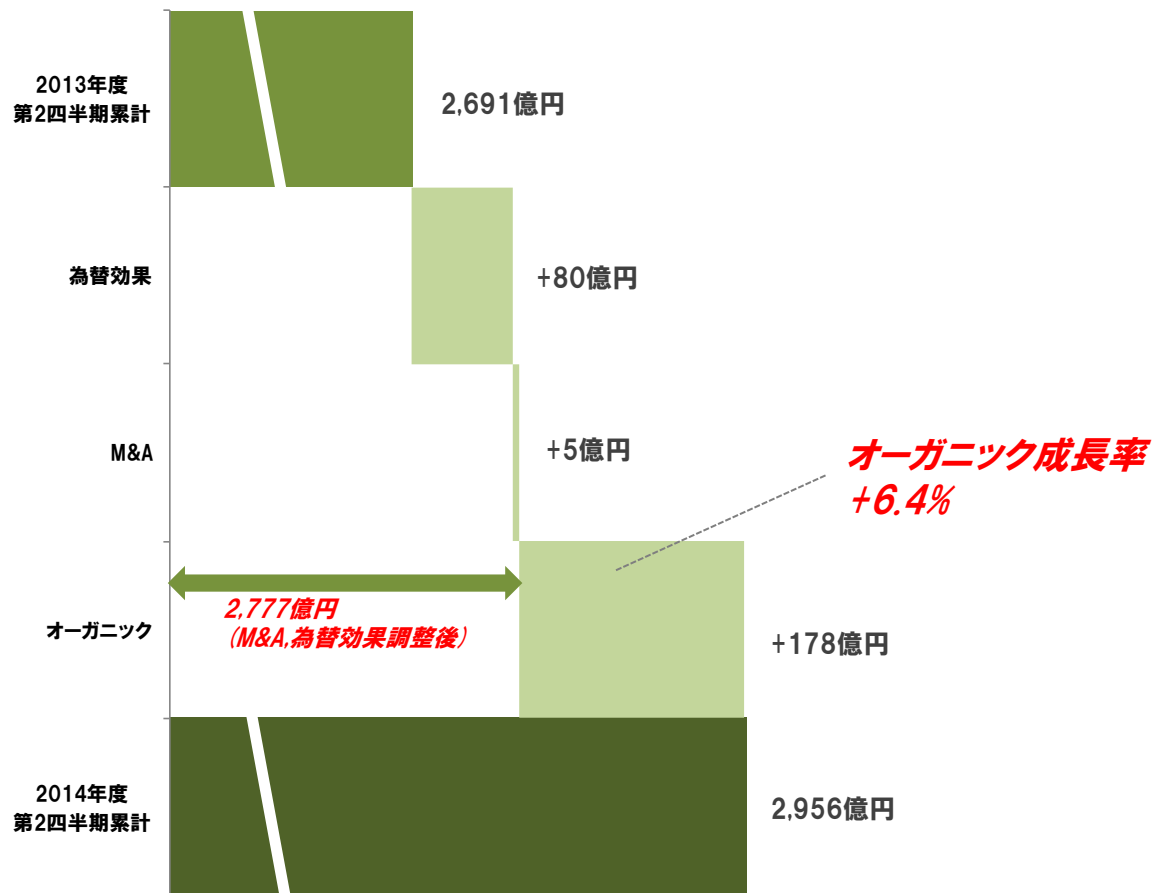 2013年度
第2四半期累計
2,691億円
為替効果
+80億円
M&A
+5億円
オーガニック成長率
+6.4%
オーガニック
2,777億円
(M&A,為替効果調整後)
+178億円
2014年度
第2四半期累計
2,956億円